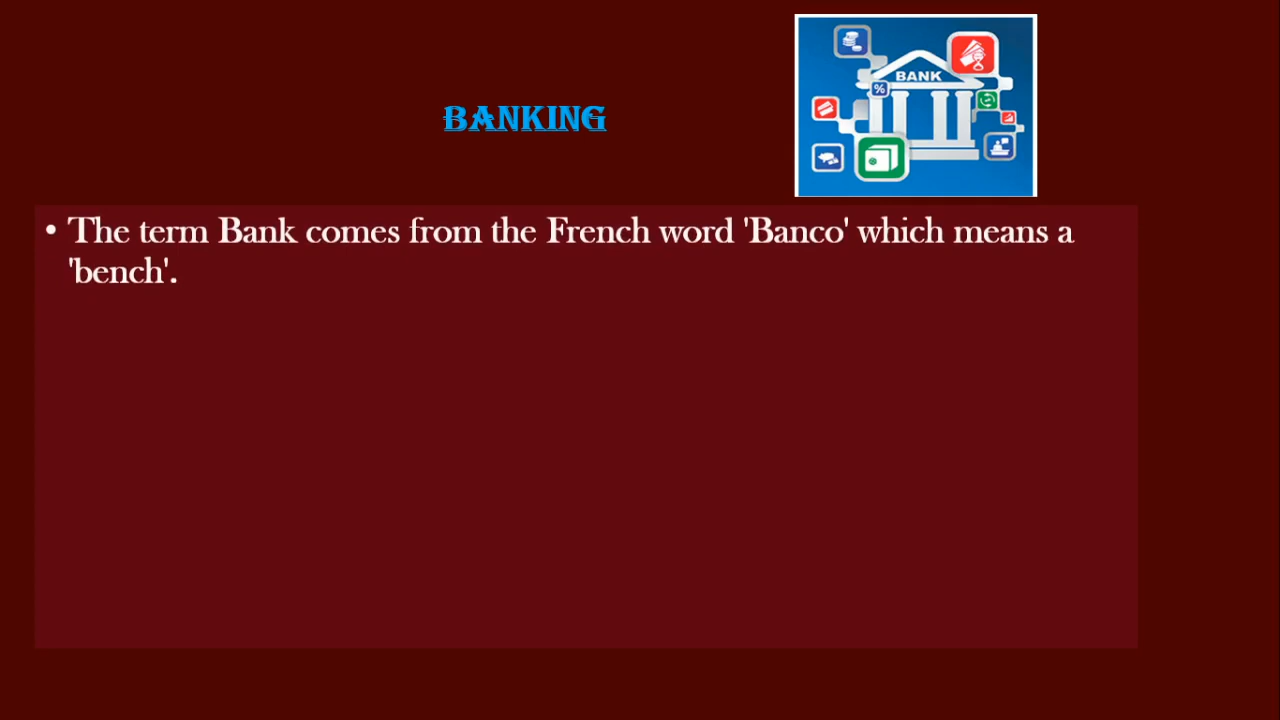 BANKING
BANK
%
• The term Bank comes from the French word 'Banco' which means a
'bench'.